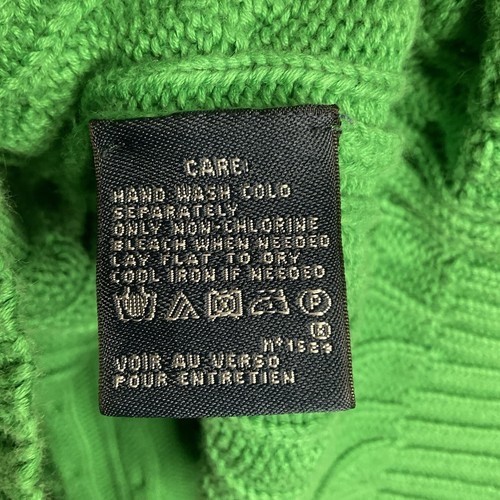 CARE:
HAND WASH COLD
SEPARATELY
ONLY NON-CHLORINE
BLEACH WHEN NEEDED
LAY FLAT TO DRY
COOL IRON IF NEEDED
P
K
VOIR AU VERSO
POUR ENTRETIEN